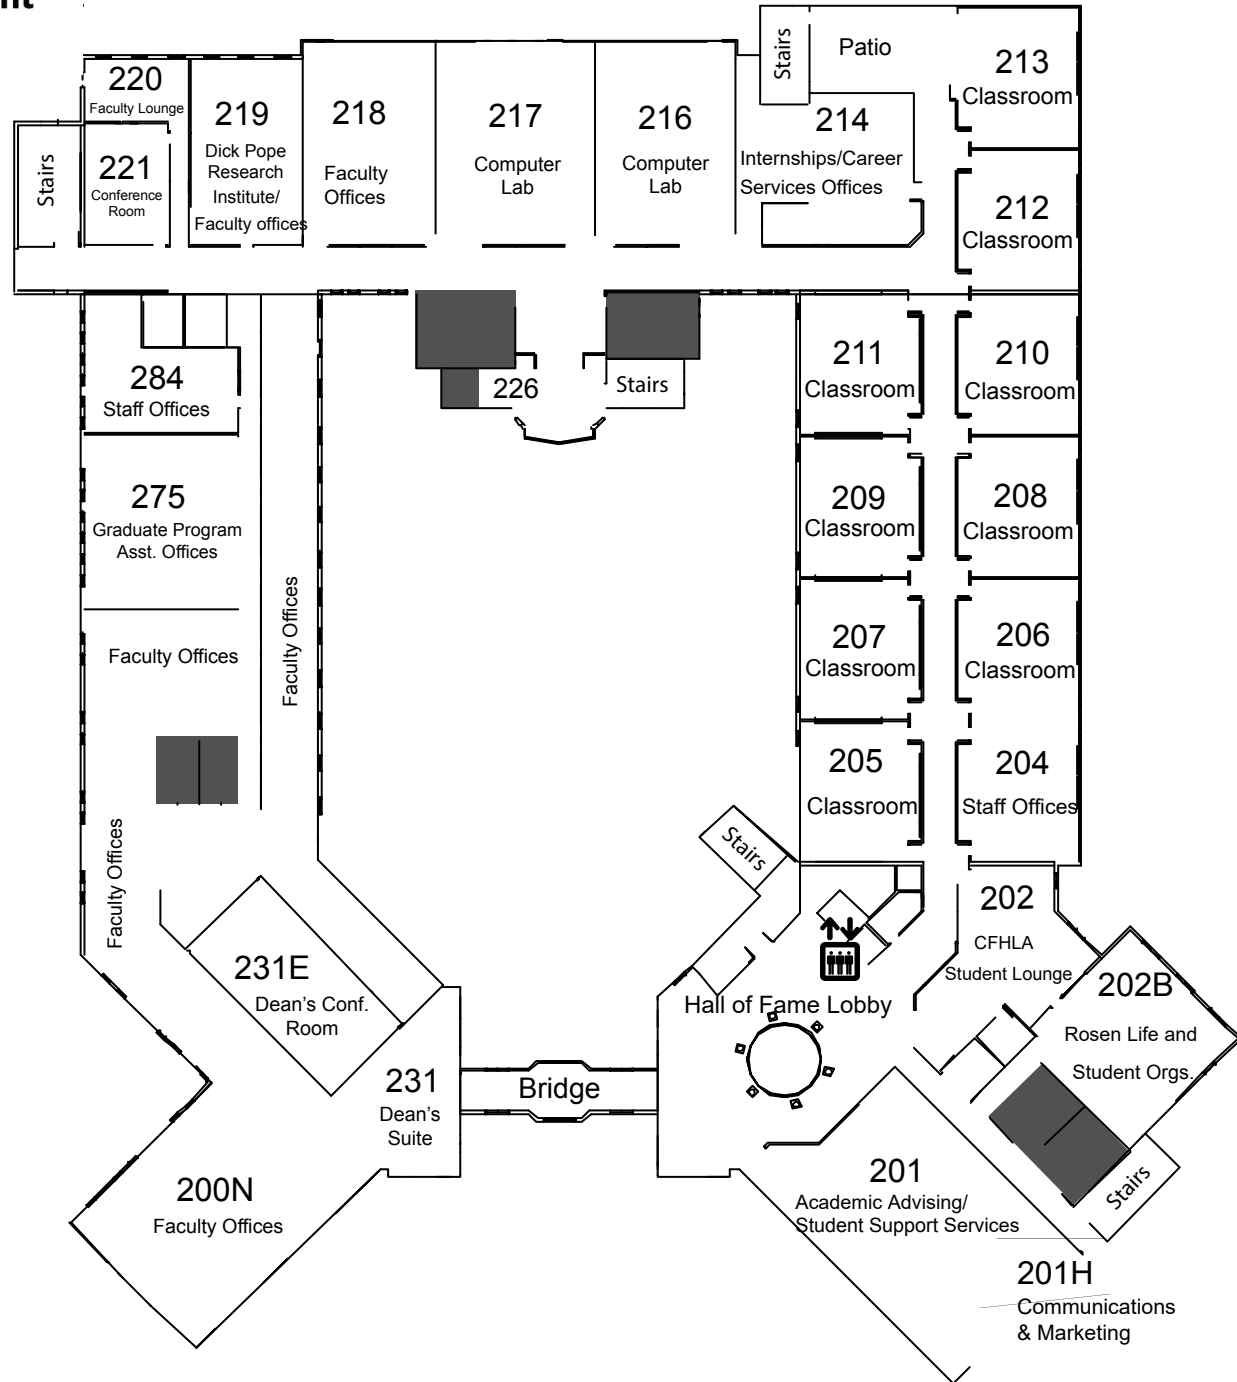 Stairs
Patio
213
Classroom
220
Faculty Lounge
219
Dick Pope
Research
Institute/
Faculty offices
218
Faculty
Offices
217
Computer
Lab
216
Computer
Lab
214
Internships/Career
Services Offices
Stairs
221
Conference
Room
212
Classroom
284
Staff Offices
226
Stairs
211
Classroom
210
Classroom
275
Graduate Program
Asst. Offices
209
Classroom
208
Classroom
Faculty Offices
Faculty Offices
207
Classroom
206
Classroom
205
Classroom
204
Staff Offices
Stairs
Faculty Offices
202
CFHLA
Student Lounge
231E
Dean's Conf.
Room
Hall of Fame Lobby
202B
Rosen Life and
Student Orgs.
231
Dean's
Suite
Bridge
200N
Faculty Offices
201
Academic Advising/
Student Support Services
Stairs
201H
Communications
& Marketing